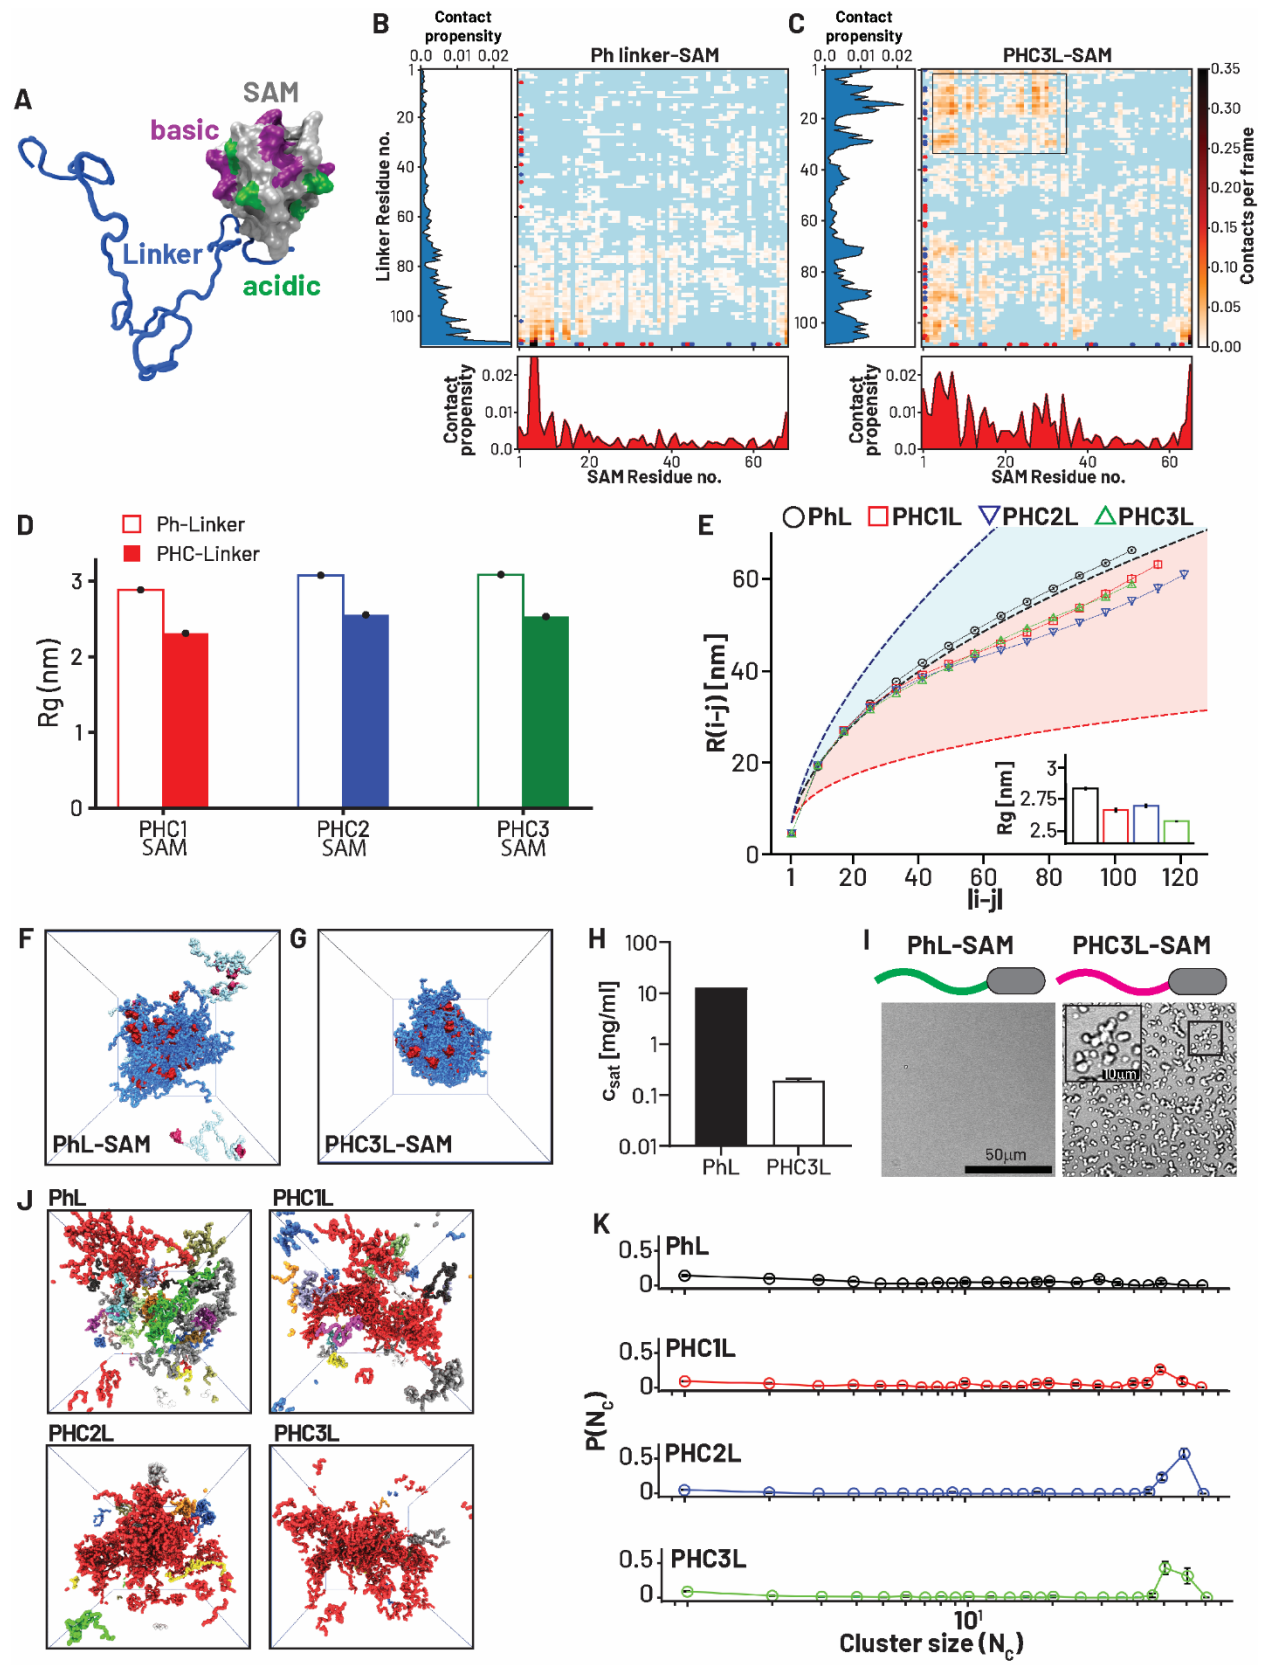 A
SAM
basic
Linker
acidic
B
Contact
propensity
0.0 0.01 0.02
Ph linker-SAM
1
20
40
60
80
100
Linker Residue no.
Contact
propensity
0.02
0.01
0.0
1 20 40 60
SAM Residue no.
C
Contact
propensity
0.0 0.01 0.02
PHC3L-SAM
1
20
40
60
80
100
0.35
0.30
0.25
0.20
0.15
0.10
0.05
0.00
Contacts per frame
Contact
propensity
0.02
0.01
0.0
1 20 40 60
SAM Residue no.
D
Ph-Linker
PHC-Linker
Rg (nm)
3
2
1
0
PHC1
SAM
PHC2
SAM
PHC3
SAM
E
PhL PHC1L PHC2L PHC3L
R(i-j) [nm]
60
40
20
0
1 20 40 60 80 100 120
|i-j|
Rg [nm]
3
2.75
2.5
F
PhL-SAM
G
PHC3L-SAM
H
csat [mg/ml]
100
10
1
0.1
0.01
PhL PHC3L
I
PhL-SAM PHC3L-SAM
50µm
10µm
J
PhL
PHC1L
PHC2L
PHC3L
K
P(Nc)
0.5
0
PhL
0.5
0
PHC1L
0.5
0
PHC2L
0.5
0
PHC3L
10¹
Cluster size (Nc)